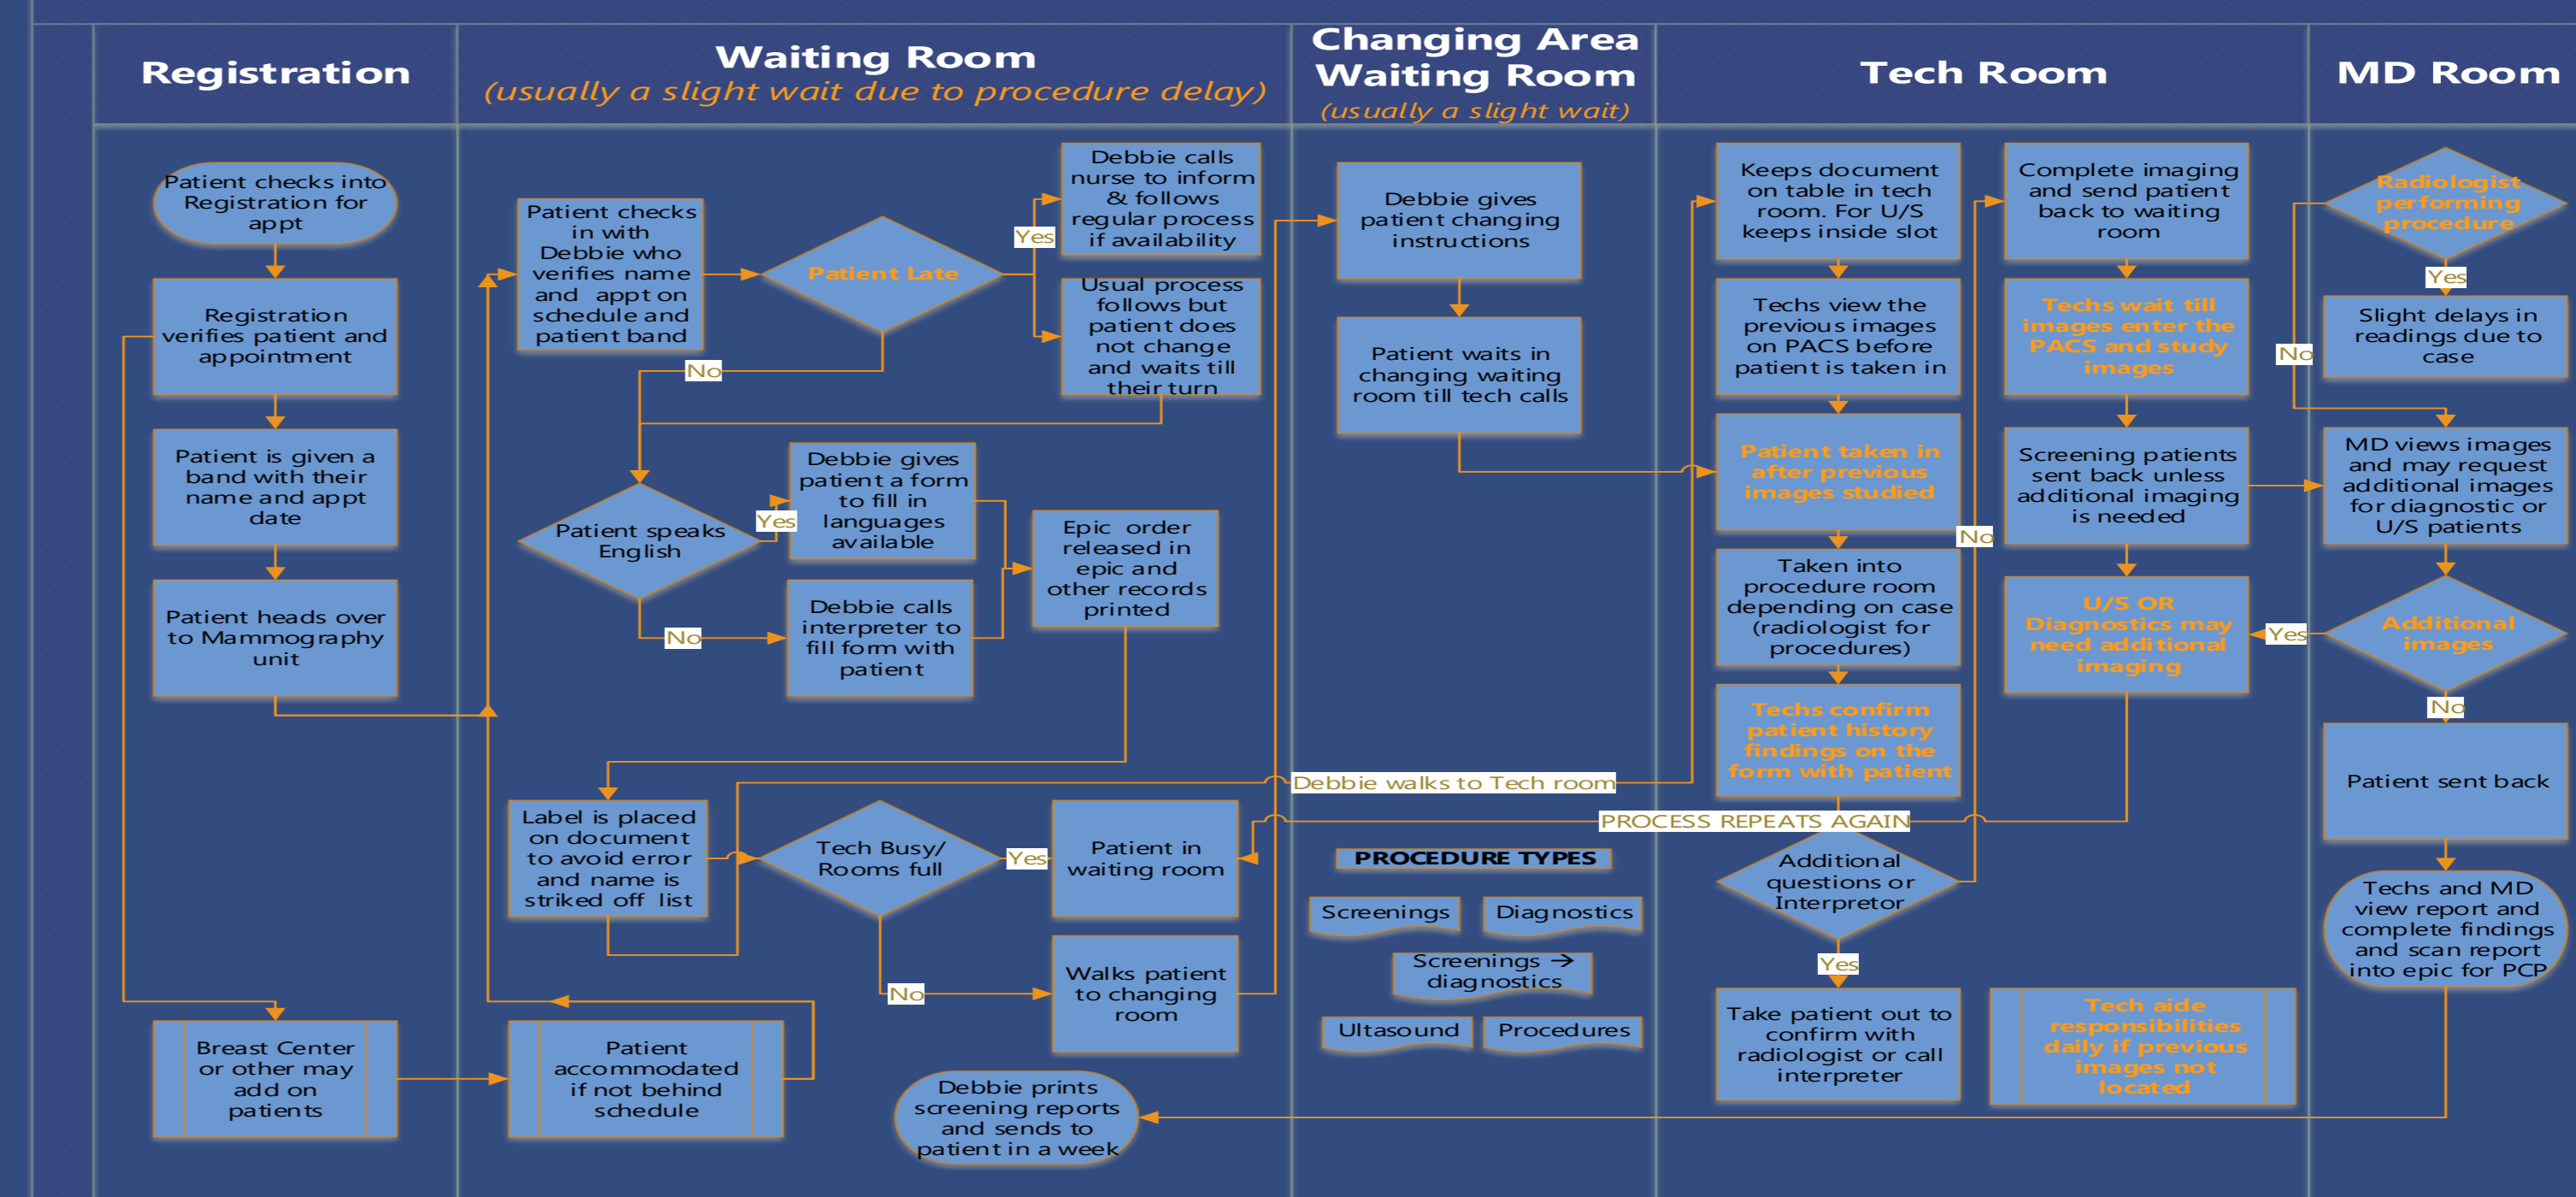 Registration
Waiting Room
(usually a slight wait due to procedure delay)
Changing Area
Waiting Room
(usually a slight wait)
Tech Room
MD Room
Patient checks into
Registration for
appt
Registration
verifies patient and
appointment
Patient is given a
band with their
name and appt
date
Patient heads over
to Mammography
unit
Breast Center
or other may
add on
patients
Patient checks
in with
Debbie who
verifies name
and appt on
schedule and
patient band
Patient Late
Yes
Debbie calls
nurse to inform
& follows
regular process
if availability
Usual process
follows but
patient does
not change
and waits till
their turn
No
Patient speaks
English
Yes
Debbie gives
patient a form
to fill in
languages
available
No
Debbie calls
interpreter to
fill form with
patient
Epic order
released in
epic and
other records
printed
Label is placed
on document
to avoid error
and name is
striked off list
Tech Busy/
Rooms full
Yes
Patient in
waiting room
No
Walks patient
to changing
room
Patient
accommodated
if not behind
schedule
Debbie prints
screening reports
and sends to
patient in a week
Debbie gives
patient changing
instructions
Patient waits in
changing waiting
room till tech calls
Debbie walks to Tech room
PROCESS REPEATS AGAIN
PROCEDURE TYPES
Screenings
Diagnostics
Screenings →
diagnostics
Ultasound
Procedures
Keeps document
on table in tech
room. For U/S
keeps inside slot
Techs view the
previous images
on PACS before
patient is taken in
Patient taken in
after previous
images studied
Taken into
procedure room
depending on case
(radiologist for
procedures)
Techs confirm
patient history
findings on the
form with patient
Additional
questions or
Interpretor
No
Yes
Take patient out to
confirm with
radiologist or call
interpreter
Complete imaging
and send patient
back to waiting
room
Techs wait till
images enter the
PACS and study
images
Screening patients
sent back unless
additional imaging
is needed
U/S OR
Diagnostics may
need additional
imaging
Tech aide
responsibilities
daily if previous
images not
located
Radiologist
performing
procedure
Yes
Slight delays in
readings due to
case
No
MD views images
and may request
additional images
for diagnostic or
U/S patients
Additional
images
Yes
No
Patient sent back
Techs and MD
view report and
complete findings
and scan report
into epic for PCP